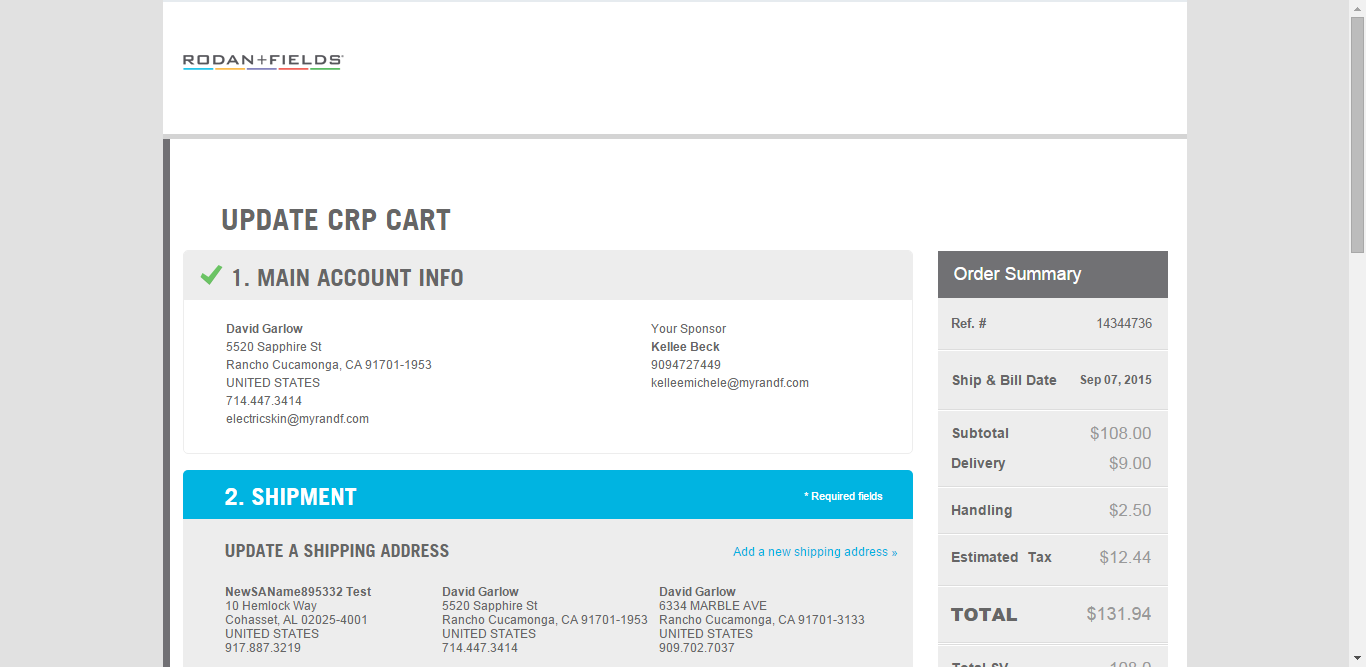 RODAN+FIELDS
UPDATE CRP CART
1. MAIN ACCOUNT INFO
David Garlow
5520 Sapphire St
Rancho Cucamonga, CA 91701-1953
UNITED STATES
714.447.3414
electricskin@myrandf.com
Your Sponsor
Kellee Beck
9094727449
kelleemichele@myrandf.com
2. SHIPMENT
* Required fields
UPDATE A SHIPPING ADDRESS
Add a new shipping address »
NewSAName895332 Test
10 Hemlock Way
Cohasset, AL 02025-4001
UNITED STATES
917.887.3219
David Garlow
5520 Sapphire St
Rancho Cucamonga, CA 91701-1953
UNITED STATES
714.447.3414
David Garlow
6334 MARBLE AVE
Rancho Cucamonga, CA 91701-3133
UNITED STATES
909.702.7037
Order Summary
Ref. # 14344736
Ship & Bill Date Sep 07, 2015
Subtotal $108.00
Delivery $9.00
Handling $2.50
Estimated Tax $12.44
TOTAL $131.94
Total SV 108.0